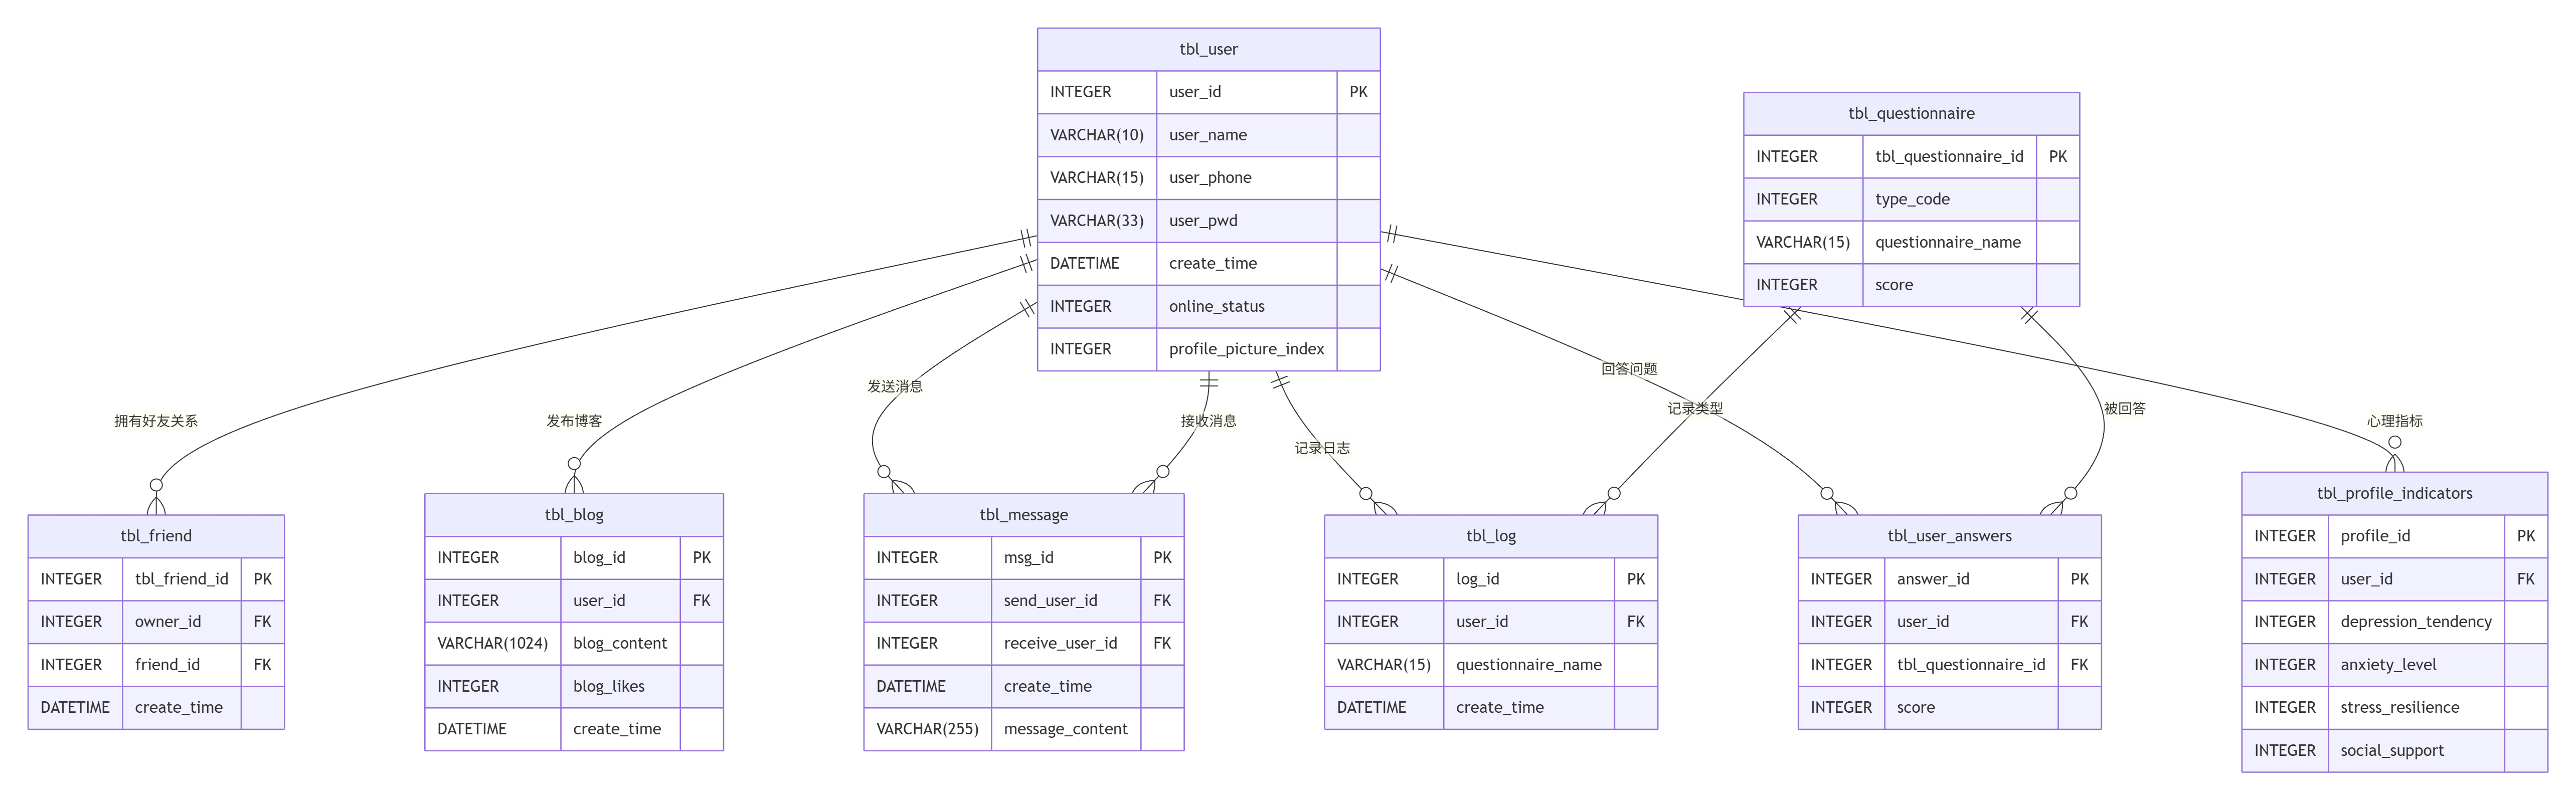 tbl_user
INTEGER user_id PK
VARCHAR(10) user_name
VARCHAR(15) user_phone
VARCHAR(33) user_pwd
DATETIME create_time
INTEGER online_status
INTEGER profile_picture_index
tbl_questionnaire
INTEGER tbl_questionnaire_id PK
INTEGER type_code
VARCHAR(15) questionnaire_name
INTEGER score
拥有好友关系
发布博客
发送消息
接收消息
记录日志
回答问题
记录类型
被回答
心理指标
tbl_friend
INTEGER tbl_friend_id PK
INTEGER owner_id FK
INTEGER friend_id FK
DATETIME create_time
tbl_blog
INTEGER blog_id PK
INTEGER user_id FK
VARCHAR(1024) blog_content
INTEGER blog_likes
DATETIME create_time
tbl_message
INTEGER msg_id PK
INTEGER send_user_id FK
INTEGER receive_user_id FK
DATETIME create_time
VARCHAR(255) message_content
tbl_log
INTEGER log_id PK
INTEGER user_id FK
VARCHAR(15) questionnaire_name
DATETIME create_time
tbl_user_answers
INTEGER answer_id PK
INTEGER user_id FK
INTEGER tbl_questionnaire_id FK
INTEGER score
tbl_profile_indicators
INTEGER profile_id PK
INTEGER user_id FK
INTEGER depression_tendency
INTEGER anxiety_level
INTEGER stress_resilience
INTEGER social_support